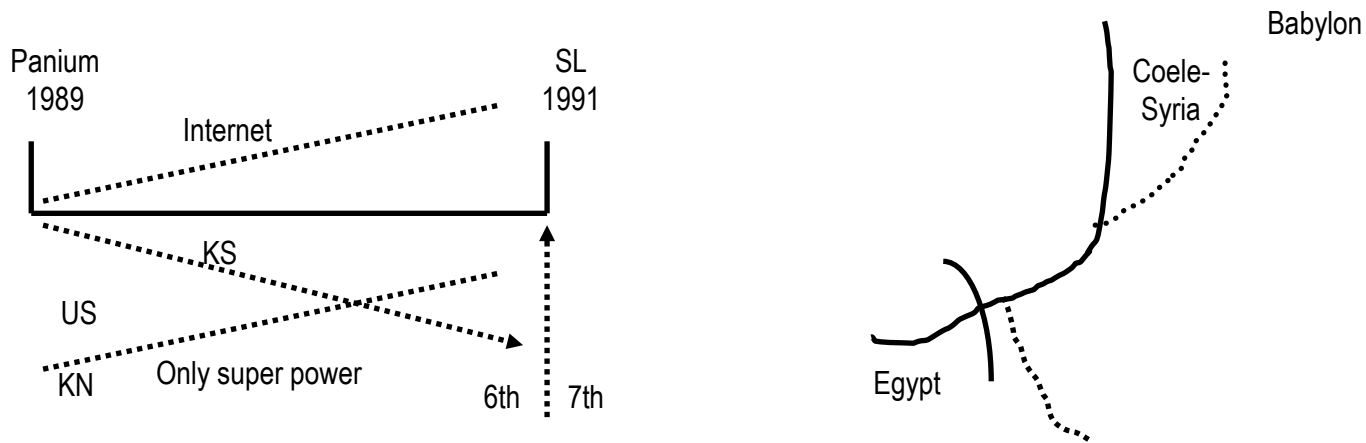 Panium
1989
SL
1991
Internet
KS
US
KN
Only super power
6th
7th
Babylon
Coele-
Syria
Egypt